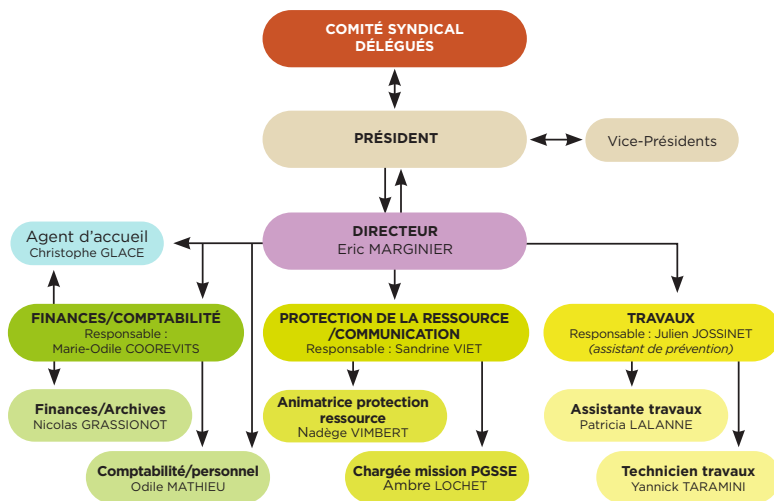 COMITÉ SYNDICAL
DÉLÉGUÉS
PRÉSIDENT
Vice-Présidents
DIRECTEUR
Eric MARGINIER
Agent d'accueil
Christophe GLACE
FINANCES/COMPTABILITÉ
Responsable :
Marie-Odile COOREVITS
PROTECTION DE LA RESSOURCE
/COMMUNICATION
Responsable : Sandrine VIET
TRAVAUX
Responsable : Julien JOSSINET
(assistant de prévention)
Finances/Archives
Nicolas GRASSIONOT
Animatrice protection
ressource
Nadège VIMBERT
Assistante travaux
Patricia LALANNE
Comptabilité/personnel
Odile MATHIEU
Chargée mission PGSSE
Ambre LOCHET
Technicien travaux
Yannick TARAMINI